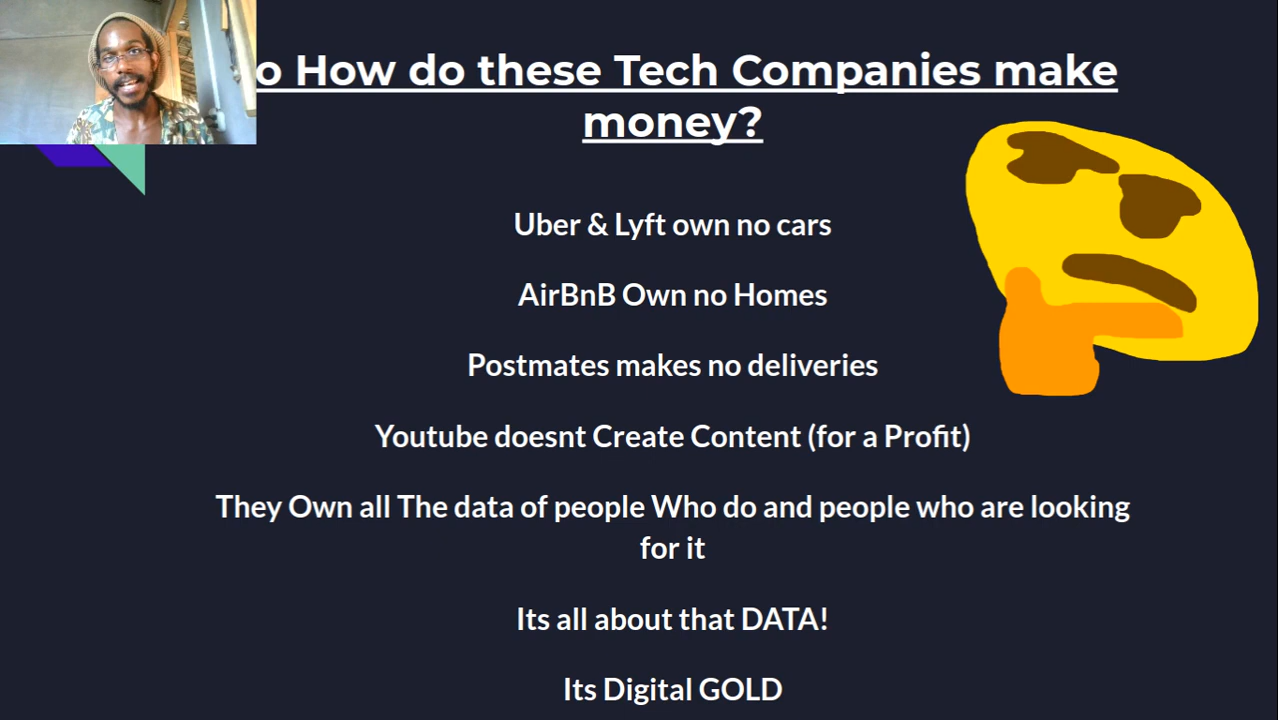 o How do these Tech Companies make
money?
Uber & Lyft own no cars
AirBnB Own no Homes
Postmates makes no deliveries
Youtube doesnt Create Content (for a Profit)
They Own all The data of people Who do and people who are looking
for it
Its all about that DATA!
Its Digital GOLD